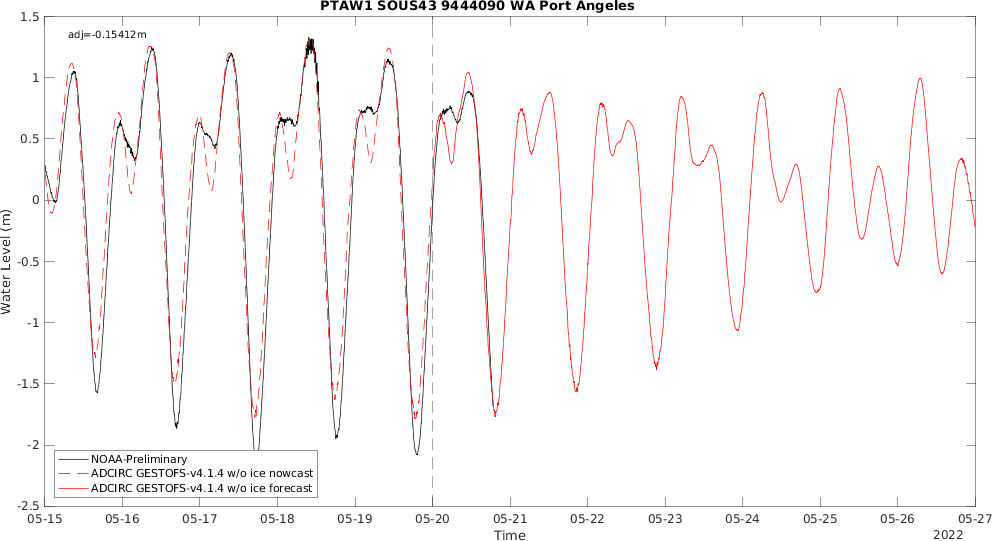 PTAW1 SOUS43 9444090 WA Port Angeles
adj=-0.15412m
1.5
1
0.5
0
-0.5
-1
-1.5
-2
-2.5
Water Level (m)
NOAA-Preliminary
ADCIRC GESTOFS-v4.1.4 w/o ice nowcast
ADCIRC GESTOFS-v4.1.4 w/o ice forecast
05-15 05-16 05-17 05-18 05-19 05-20 05-21 05-22 05-23 05-24 05-25 05-26 05-27
Time
2022